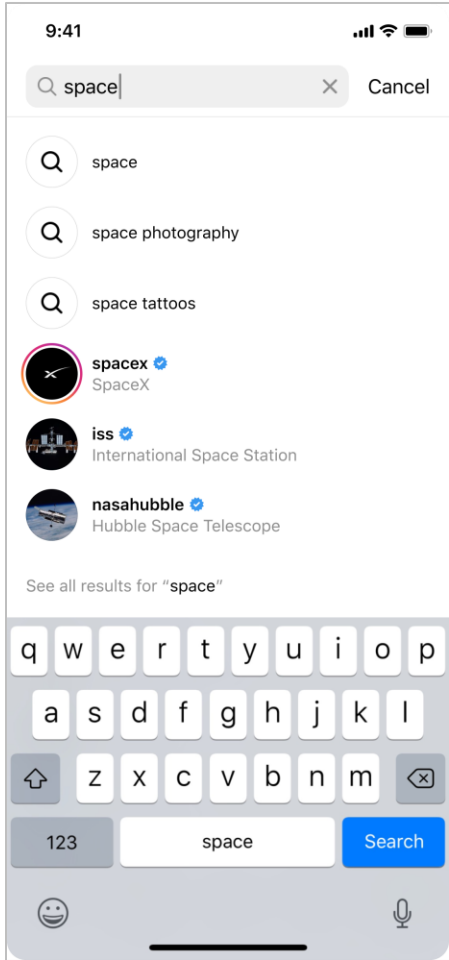 9:41
space
Cancel
space
space photography
space tattoos
spacex
SpaceX
iss
International Space Station
nasahubble
Hubble Space Telescope
See all results for “space”
q w e r t y u i o p
a s d f g h j k l
z x c v b n m
123 space Search